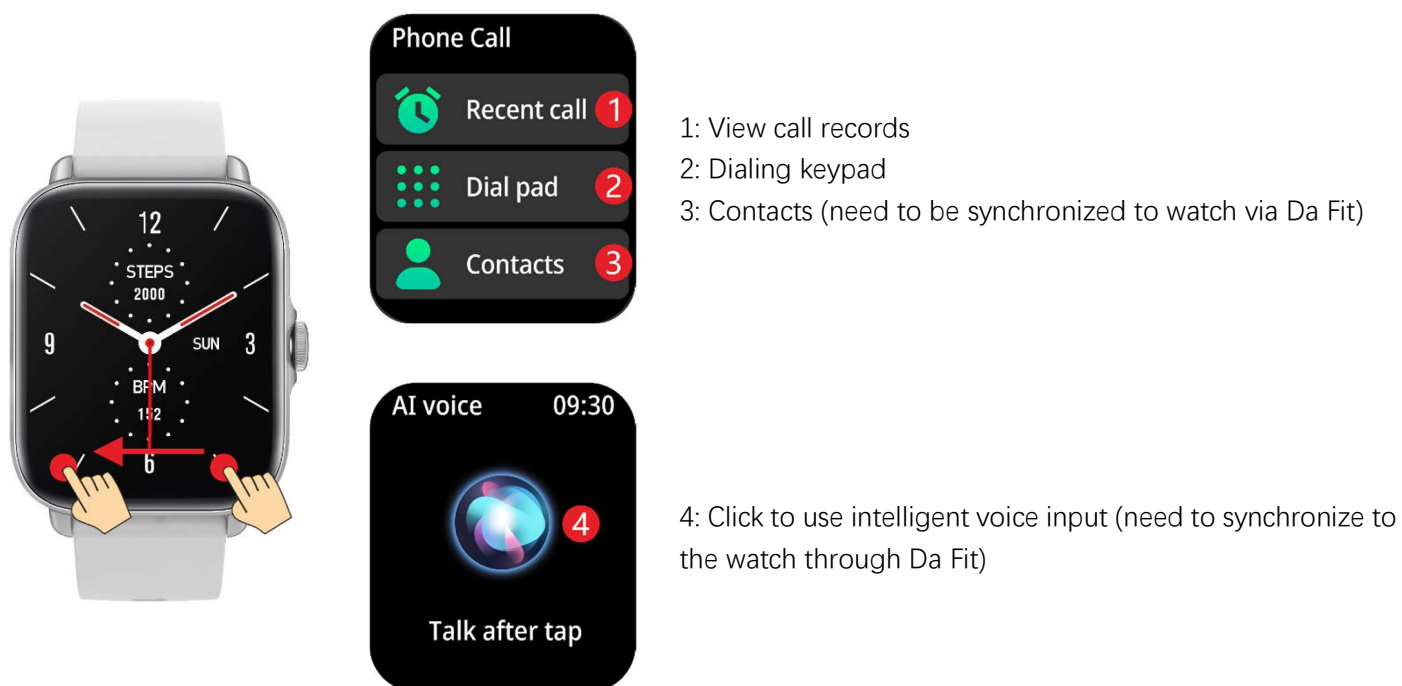 12
STEPS
2000
9
SUN 3
BPM
152
6
Phone Call
Recent call 1
Dial pad 2
Contacts 3
1: View call records
2: Dialing keypad
3: Contacts (need to be synchronized to watch via Da Fit)
AI voice 09:30
4
Talk after tap
4: Click to use intelligent voice input (need to synchronize to
the watch through Da Fit)